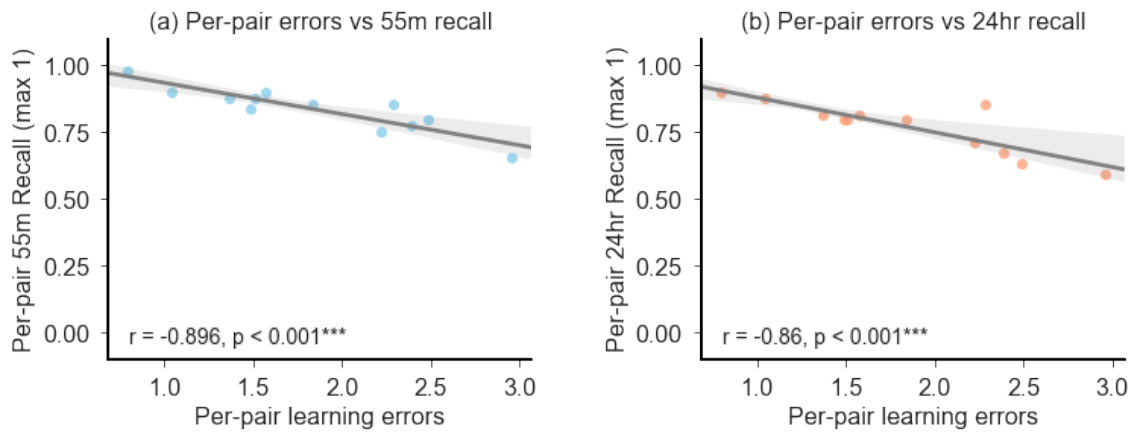 (a) Per-pair errors vs 55m recall
Per-pair 55m Recall (max 1)
1.00
0.75
0.50
0.25
0.00
r = -0.896, p < 0.001***
1.0 1.5 2.0 2.5 3.0
Per-pair learning errors
(b) Per-pair errors vs 24hr recall
Per-pair 24hr Recall (max 1)
1.00
0.75
0.50
0.25
0.00
r = -0.86, p < 0.001***
1.0 1.5 2.0 2.5 3.0
Per-pair learning errors